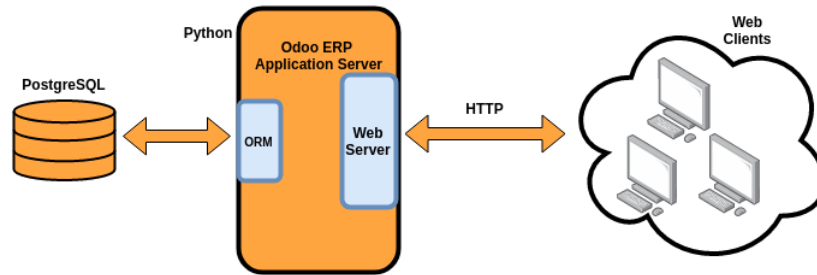 PostgreSQL
Python
Odoo ERP
Application Server
ORM
Web
Server
HTTP
Web
Clients